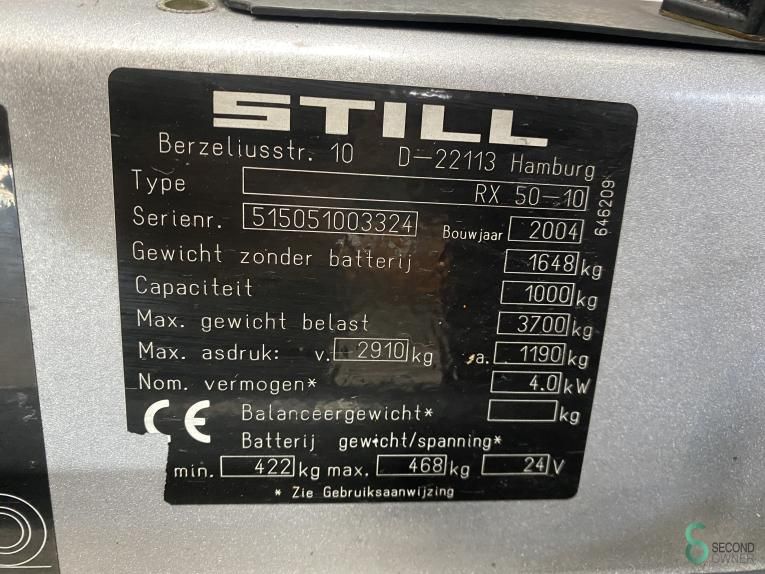 STILL
Berzeliusstr. 10 D-22113 Hamburg
Type RX 50-10
646209
Serienr. 515051003324 Bouwjaar 2004
Gewicht zonder batterij 1648 kg
Capaciteit 1000 kg
Max. gewicht belast 3700 kg
Max. asdruk: v. 2910 kg a. 1190 kg
Nom. vermogen* 4.0 kW
CE Balanceergewicht* kg
Batterij gewicht/spanning*
min. 422 kg max. 468 kg 24 V
* Zie Gebruiksaanwijzing
SECOND
OWNER